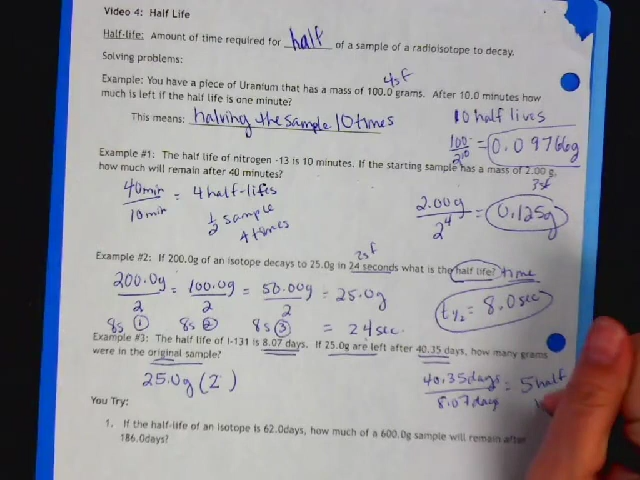 Video 4: Half Life
Half-life: Amount of time required for half of a sample of a radioisotope to decay.
Solving problems:
4sf
Example: You have a piece of Uranium that has a mass of 100.0 grams. After 10.0 minutes how
much is left if the half life is one minute?
10 half lives
This means: halving the sample 10 times
100/2^10 = 0.09766g
Example #1: The half life of nitrogen -13 is 10 minutes. If the starting sample has a mass of 2.00 g,
how much will remain after 40 minutes?
3sf
40min/10min = 4 half-lifes
1/2 sample
4 times
2.00g/2^4 = 0.125g
2sf
Example #2: If 200.0g of an isotope decays to 25.0g in 24 seconds what is the half life? time
200.0g/2 = 100.0g/2 = 50.00g/2 = 25.0g
t1/2 = 8.0sec
8s 1 8s 2 8s 3 = 24sec.
Example #3: The half life of I-131 is 8.07 days. If 25.0g are left after 40.35 days, how many grams
were in the original sample?
25.0g (2 )
40.35days/8.07days = 5 half
You Try:
1. If the half-life of an isotope is 62.0days, how much of a 600.0g sample will remain after
186.0days?